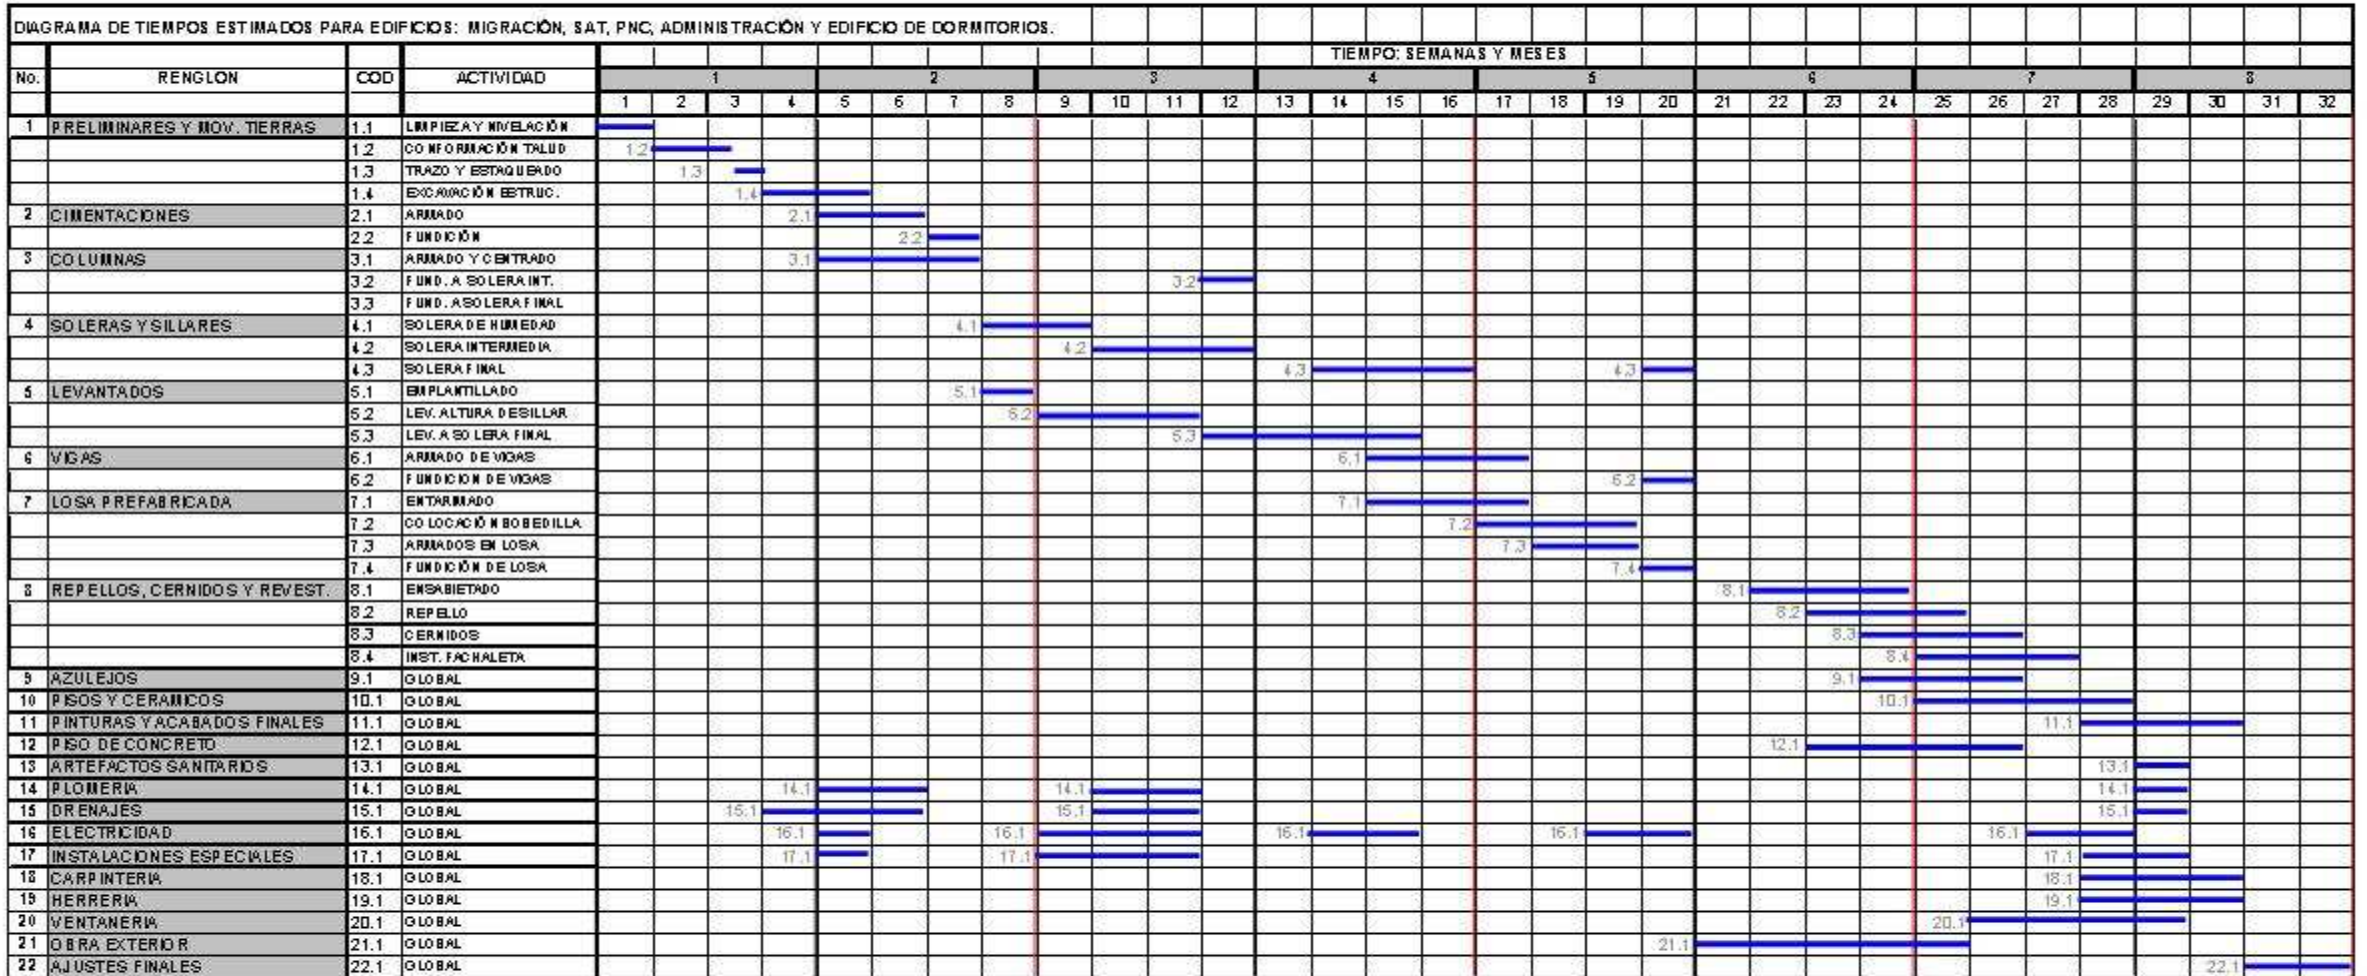 DIAGRAMA DE TIEMPOS ESTIMADOS PARA EDIFICIOS: MIGRACIÓN, SAT, PNC, ADMINISTRACIÓN Y EDIFICIO DE DORMITORIOS.
TIEMPO: SEMANAS Y MESES
No. RENGLON COD ACTIVIDAD 1 2 3 4 5 6 7 8
1 2 3 4 5 6 7 8 9 10 11 12 13 14 15 16 17 18 19 20 21 22 23 24 25 26 27 28 29 30 31 32
1 PRELIMINARES Y MOV. TIERRAS 1.1 LIMPIEZA Y NIVELACIÓN
1.2 CONFORMACIÓN TALUD 1.2
1.3 TRAZO Y ESTAQUEADO 1.3
1.4 EXCAVACIÓN ESTRUC. 1.4
2 CIMENTACIONES 2.1 ARMADO 2.1
2.2 FUNDICIÓN 2.2
3 COLUMNAS 3.1 ARMADO Y CENTRADO 3.1
3.2 FUND. A SOLERA INT. 3.2
3.3 FUND. A SOLERA FINAL
4 SOLERAS Y SILLARES 4.1 SOLERA DE HUMEDAD 4.1
4.2 SOLERA INTERMEDIA 4.2
4.3 SOLERA FINAL 4.3 4.3
5 LEVANTADOS 5.1 EMPLANTILLADO 5.1
5.2 LEV. ALTURA DE SILLAR 5.2
5.3 LEV. A SOLERA FINAL 5.3
6 VIGAS 6.1 ARMADO DE VIGAS 6.1
6.2 FUNDICION DE VIGAS 6.2
7 LOSA PREFABRICADA 7.1 ENTARIMADO 7.1
7.2 COLOCACIÓN BOBEDILLA 7.2
7.3 ARMADOS EN LOSA 7.3
7.4 FUNDICIÓN DE LOSA 7.4
8 REPELLOS, CERNIDOS Y REVEST. 8.1 ENSABIETADO 8.1
8.2 REPELLO 8.2
8.3 CERNIDOS 8.3
8.4 INST. FACHALETA 8.4
9 AZULEJOS 9.1 GLOBAL 9.1
10 PISOS Y CERAMICOS 10.1 GLOBAL 10.1
11 PINTURAS Y ACABADOS FINALES 11.1 GLOBAL 11.1
12 PISO DE CONCRETO 12.1 GLOBAL 12.1
13 ARTEFACTOS SANITARIOS 13.1 GLOBAL 13.1
14 PLOMERIA 14.1 GLOBAL 14.1 14.1 14.1
15 DRENAJES 15.1 GLOBAL 15.1 15.1 15.1
16 ELECTRICIDAD 16.1 GLOBAL 16.1 16.1 16.1 16.1 16.1
17 INSTALACIONES ESPECIALES 17.1 GLOBAL 17.1 17.1 17.1
18 CARPINTERIA 18.1 GLOBAL 18.1
19 HERRERIA 19.1 GLOBAL 19.1
20 VENTANERIA 20.1 GLOBAL 20.1
21 OBRA EXTERIOR 21.1 GLOBAL 21.1
22 AJUSTES FINALES 22.1 GLOBAL 22.1